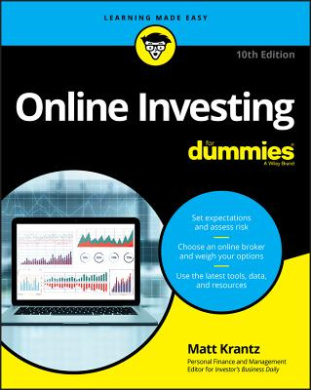 LEARNING MADE EASY
10th Edition
Online Investing
for
dummies®
A Wiley Brand
Set expectations
and assess risk
Choose an online broker
and weigh your options
Use the latest tools, data,
and resources
Matt Krantz
Personal Finance and Management
Editor for Investor's Business Daily